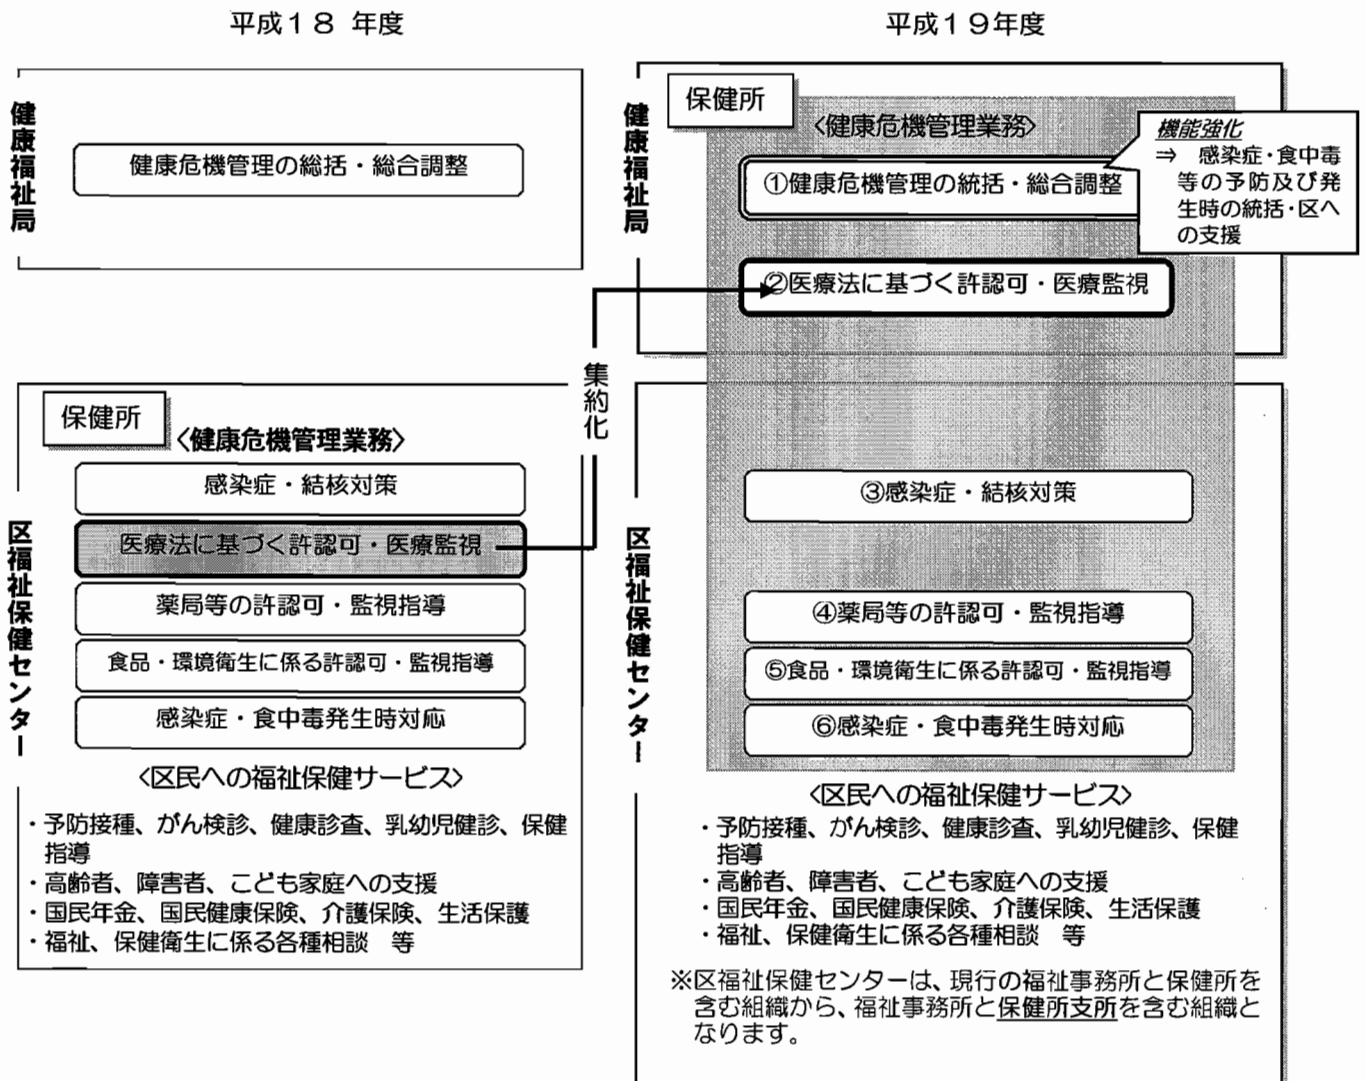 平成１８ 年度
健康福祉局
健康危機管理の総括・総合調整
集約化
保健所
〈健康危機管理業務〉
区福祉保健センター
感染症・結核対策
医療法に基づく許認可・医療監視
薬局等の許認可・監視指導
食品・環境衛生に係る許認可・監視指導
感染症・食中毒発生時対応
〈区民への福祉保健サービス〉
・予防接種、がん検診、健康診査、乳幼児健診、保健
指導
・高齢者、障害者、こども家庭への支援
・国民年金、国民健康保険、介護保険、生活保護
・福祉、保健衛生に係る各種相談　等
平成１９年度
健康福祉局
保健所
〈健康危機管理業務〉
①健康危機管理の統括・総合調整
機能強化
⇒　感染症・食中毒
等の予防及び発
生時の統括・区へ
の支援
②医療法に基づく許認可・医療監視
区福祉保健センター
③感染症・結核対策
④薬局等の許認可・監視指導
⑤食品・環境衛生に係る許認可・監視指導
⑥感染症・食中毒発生時対応
〈区民への福祉保健サービス〉
・予防接種、がん検診、健康診査、乳幼児健診、保健
指導
・高齢者、障害者、こども家庭への支援
・国民年金、国民健康保険、介護保険、生活保護
・福祉、保健衛生に係る各種相談　等
※区福祉保健センターは、現行の福祉事務所と保健所を
含む組織から、福祉事務所と保健所支所を含む組織と
なります。